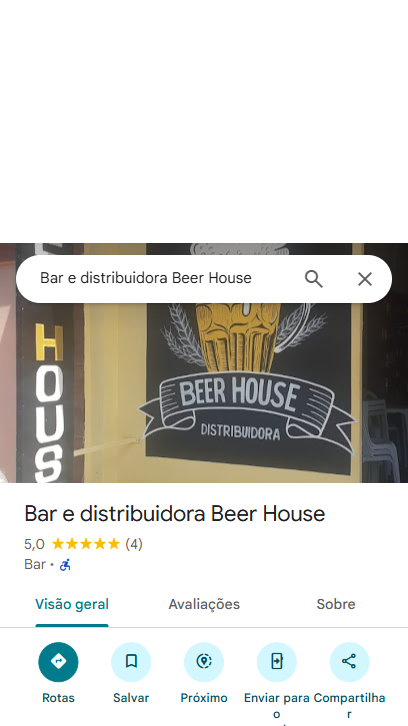 Bar e distribuidora Beer House
HOUS
BEER HOUSE
DISTRIBUIDORA
Bar e distribuidora Beer House
5,0 ★★★★★ (4)
Bar ·
Visão geral
Avaliações
Sobre
Rotas
Salvar
Próximo
Enviar para o
Compartilhar